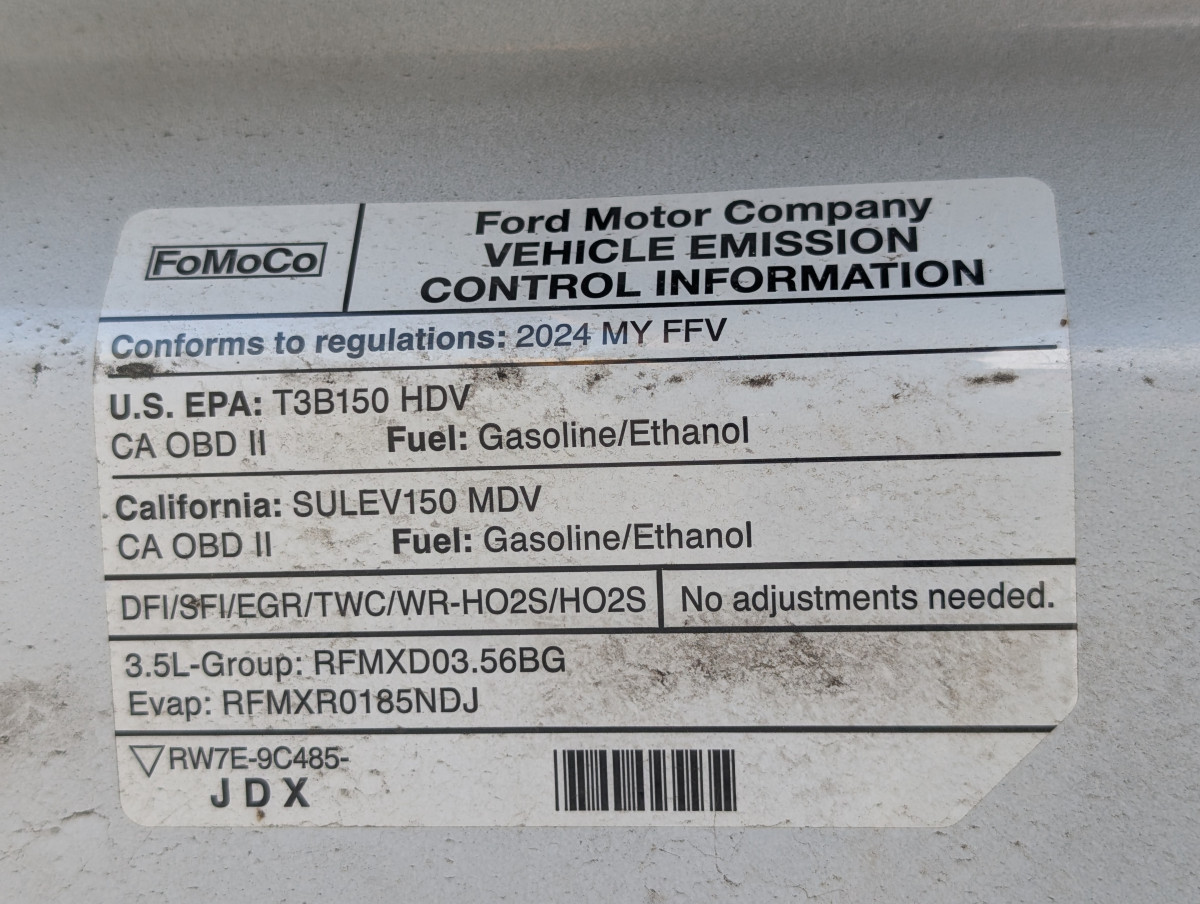 FoMoCo
Ford Motor Company
VEHICLE EMISSION
CONTROL INFORMATION
Conforms to regulations: 2024 MY FFV
U.S. EPA: T3B150 HDV
CA OBD II Fuel: Gasoline/Ethanol
California: SULEV150 MDV
CA OBD II Fuel: Gasoline/Ethanol
DFI/SFI/EGR/TWC/WR-HO2S/HO2S No adjustments needed.
3.5L-Group: RFMXD03.56BG
Evap: RFMXR0185NDJ
RW7E-9C485-
JDX